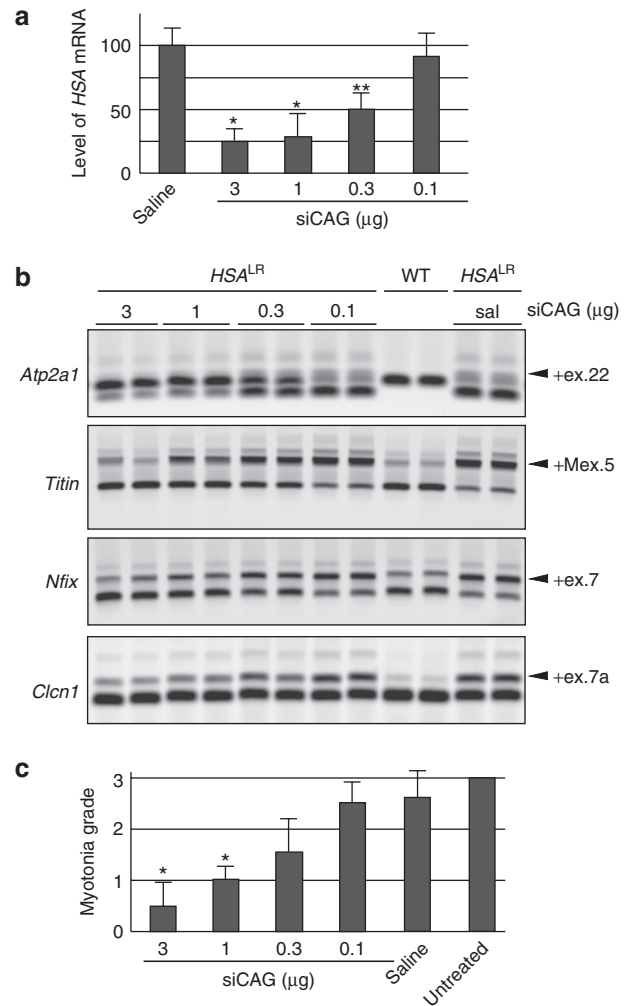 a
Level of HSA mRNA
100
50
0
*
*
**
Saline
3 1 0.3 0.1
siCAG (μg)
b
HSALR WT HSALR
3 1 0.3 0.1 sal siCAG (μg)
Atp2a1 +ex.22
Titin +Mex.5
Nfix +ex.7
Clcn1 +ex.7a
c
Myotonia grade
3
2
1
0
*
*
3 1 0.3 0.1 Saline Untreated
siCAG (μg)